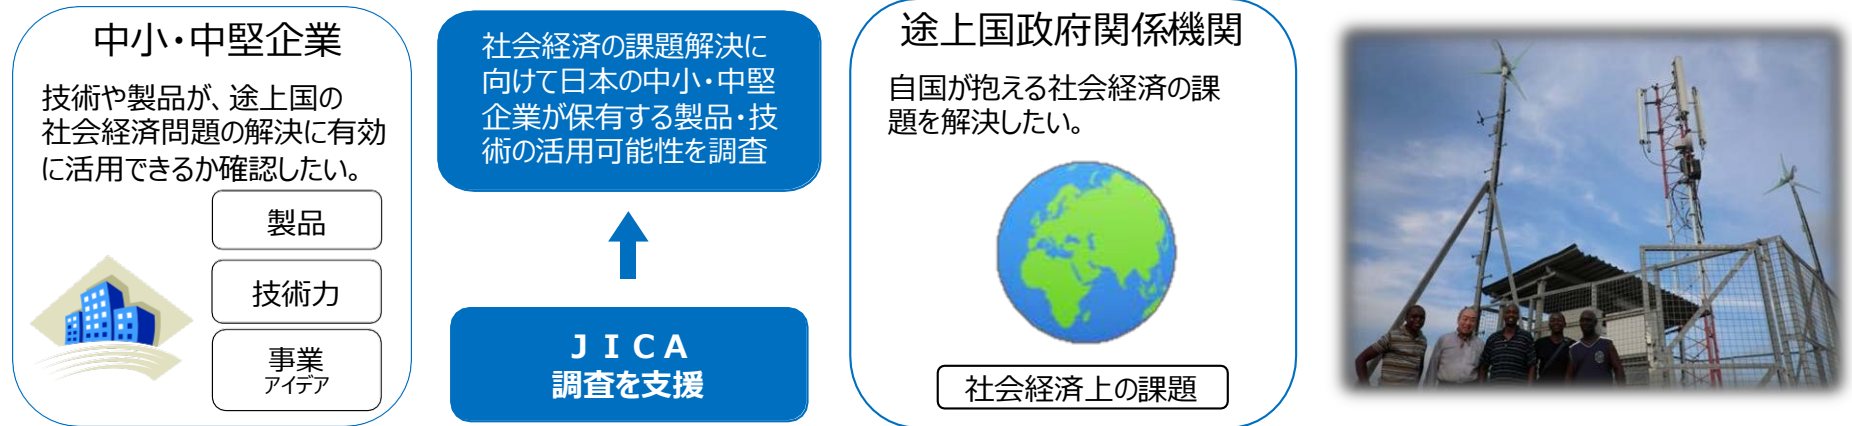 中小・中堅企業
技術や製品が、途上国の
社会経済問題の解決に有効
に活用できるか確認したい。
製品
技術力
事業
アイデア
社会経済の課題解決に
向けて日本の中小・中堅
企業が保有する製品・技
術の活用可能性を調査
ＪＩＣＡ
調査を支援
途上国政府関係機関
自国が抱える社会経済の課
題を解決したい。
社会経済上の課題